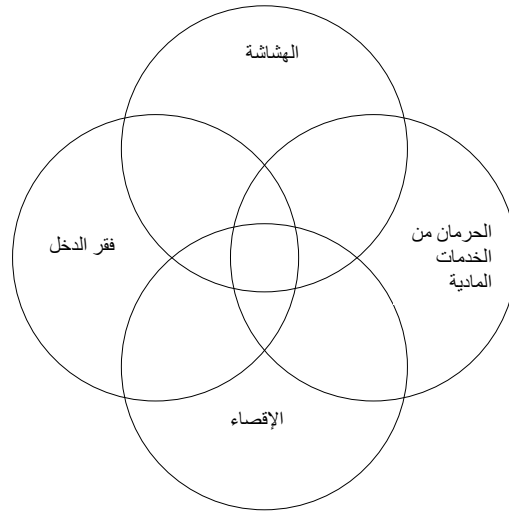 الهشاشة
الحرمان من
الخدمات
المادية
فقر الدخل
الإقصاء